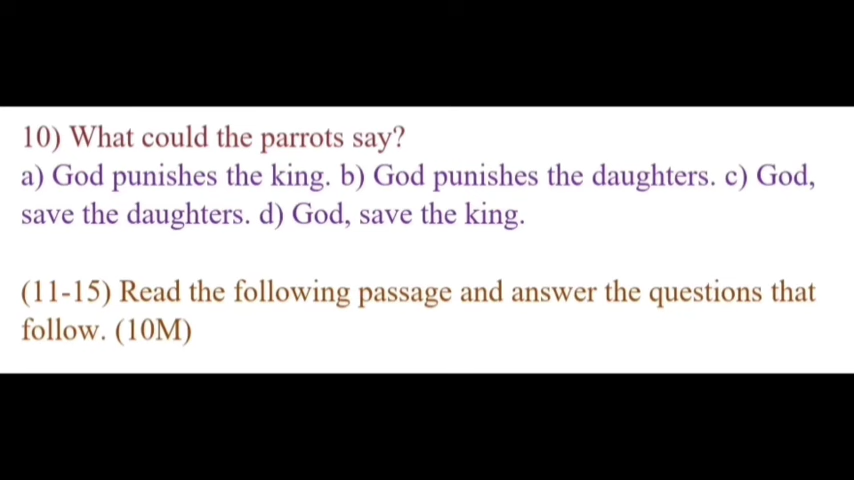 10) What could the parrots say?
a) God punishes the king. b) God punishes the daughters. c) God,
save the daughters. d) God, save the king.
(11-15) Read the following passage and answer the questions that
follow. (10M)